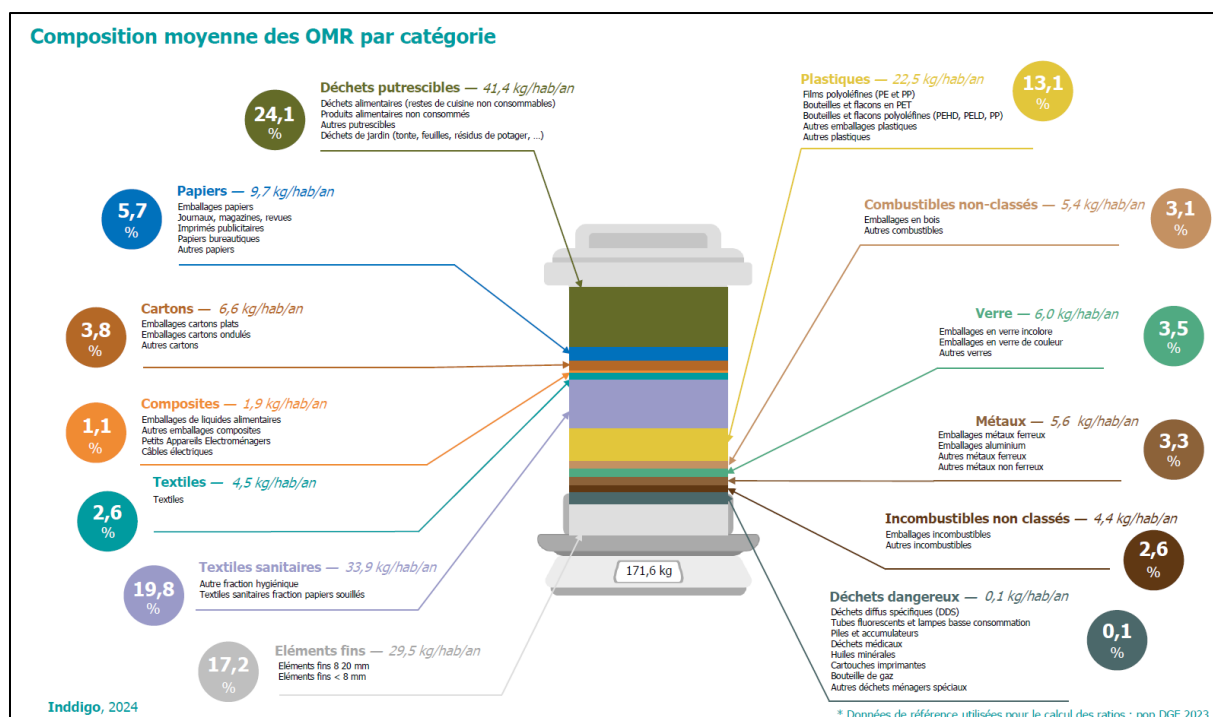 Composition moyenne des OMR par catégorie
24,1
%
Déchets putrescibles — 41,4 kg/hab/an
Déchets alimentaires (restes de cuisine non consommables)
Produits alimentaires non consommés
Autres putrescibles
Déchets de jardin (tonte, feuilles, résidus de potager, ...)
5,7
%
Papiers — 9,7 kg/hab/an
Emballages papiers
Journaux, magazines, revues
Imprimés publicitaires
Papiers bureautiques
Autres papiers
3,8
%
Cartons — 6,6 kg/hab/an
Emballages cartons plats
Emballages cartons ondulés
Autres cartons
1,1
%
Composites — 1,9 kg/hab/an
Emballages de liquides alimentaires
Autres emballages composites
Petits Appareils Electroménagers
Câbles électriques
2,6
%
Textiles — 4,5 kg/hab/an
Textiles
19,8
%
Textiles sanitaires — 33,9 kg/hab/an
Autre fraction hygiénique
Textiles sanitaires fraction papiers souillés
17,2
%
Eléments fins — 29,5 kg/hab/an
Eléments fins 8 20 mm
Eléments fins < 8 mm
171,6 kg
Plastiques — 22,5 kg/hab/an
Films polyoléfines (PE et PP)
Bouteilles et flacons en PET
Bouteilles et flacons polyoléfines (PEHD, PELD, PP)
Autres emballages plastiques
Autres plastiques
13,1
%
Combustibles non-classés — 5,4 kg/hab/an
Emballages en bois
Autres combustibles
3,1
%
Verre — 6,0 kg/hab/an
Emballages en verre incolore
Emballages en verre de couleur
Autres verres
3,5
%
Métaux — 5,6 kg/hab/an
Emballages métaux ferreux
Emballages aluminium
Autres métaux ferreux
Autres métaux non ferreux
3,3
%
Incombustibles non classés — 4,4 kg/hab/an
Emballages incombustibles
Autres incombustibles
2,6
%
Déchets dangereux — 0,1 kg/hab/an
Déchets diffus spécifiques (DDS)
Tubes fluorescents et lampes basse consommation
Piles et accumulateurs
Déchets médicaux
Huiles minérales
Cartouches imprimantes
Bouteille de gaz
Autres déchets ménagers spéciaux
0,1
%
Inddigo, 2024
* Données de référence utilisées pour le calcul des ratios : pop DGF 2023